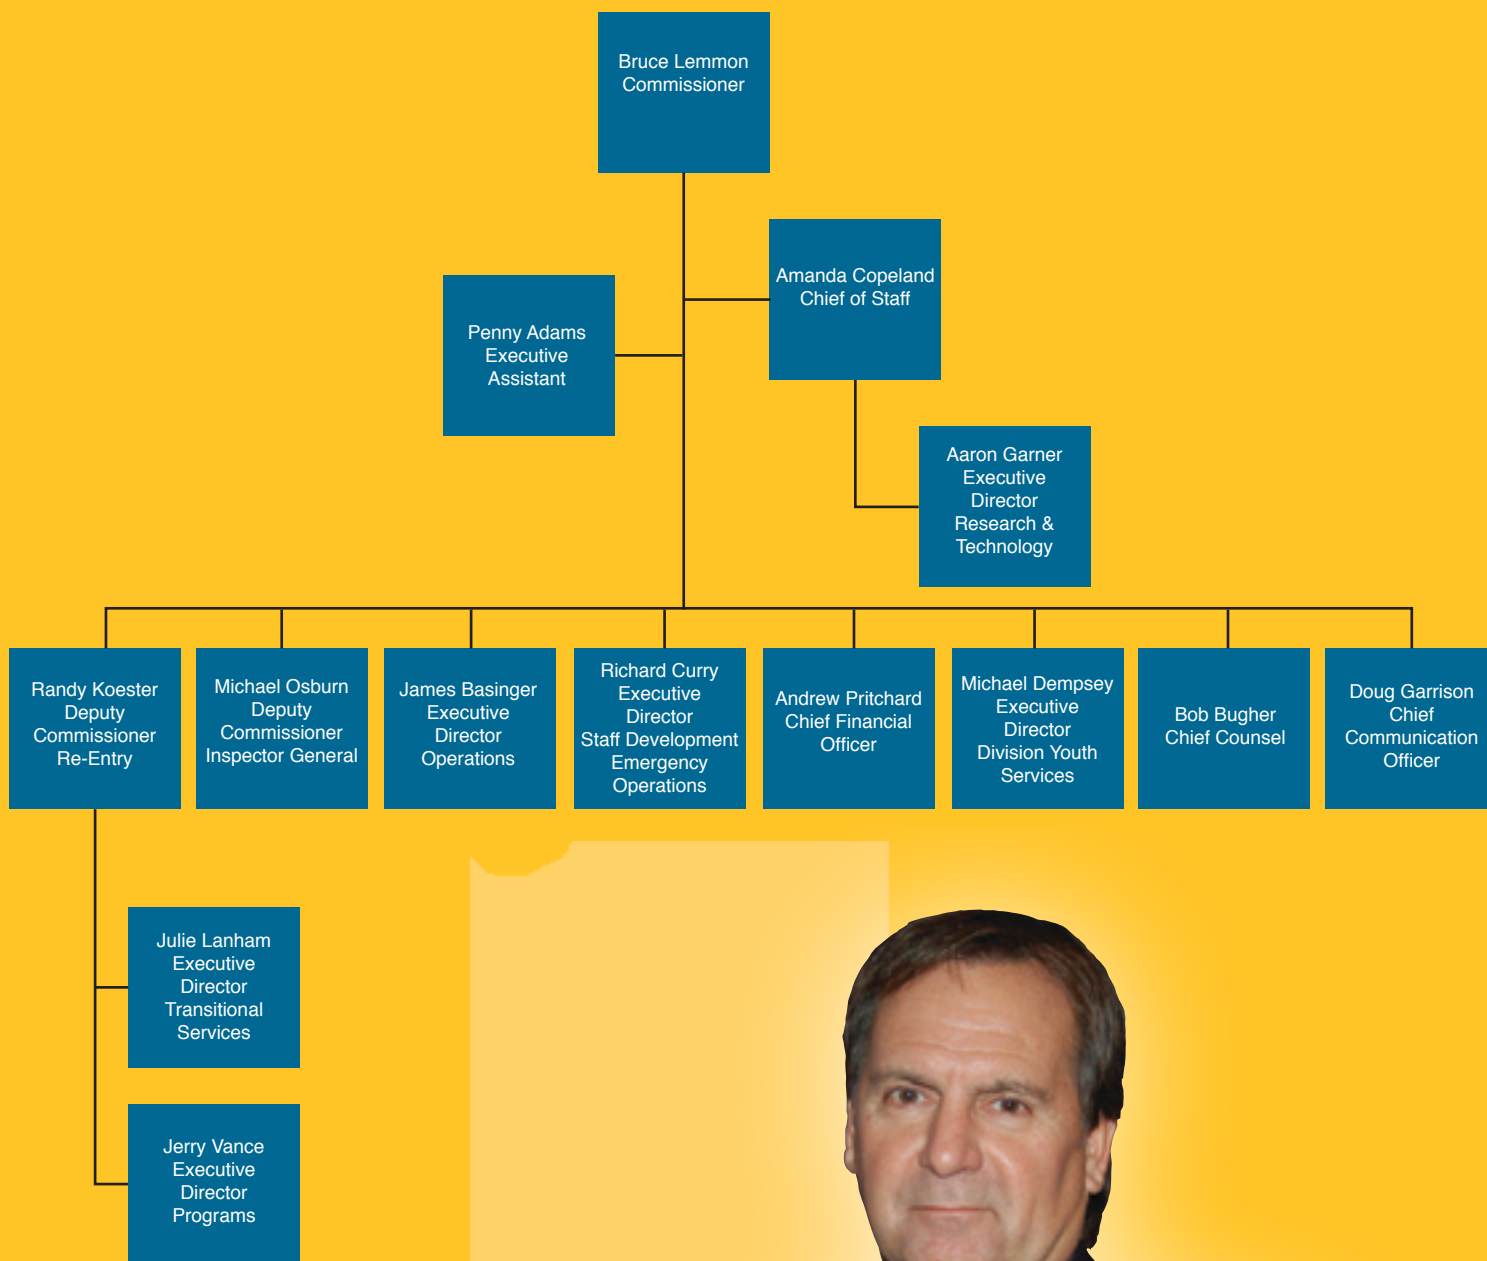 Bruce Lemmon
Commissioner
Amanda Copeland
Chief of Staff
Penny Adams
Executive
Assistant
Aaron Garner
Executive
Director
Research &
Technology
Randy Koester
Deputy
Commissioner
Re-Entry
Michael Osburn
Deputy
Commissioner
Inspector General
James Basinger
Executive
Director
Operations
Richard Curry
Executive
Director
Staff Development
Emergency
Operations
Andrew Pritchard
Chief Financial
Officer
Michael Dempsey
Executive
Director
Division Youth
Services
Bob Bugher
Chief Counsel
Doug Garrison
Chief
Communication
Officer
Julie Lanham
Executive
Director
Transitional
Services
Jerry Vance
Executive
Director
Programs